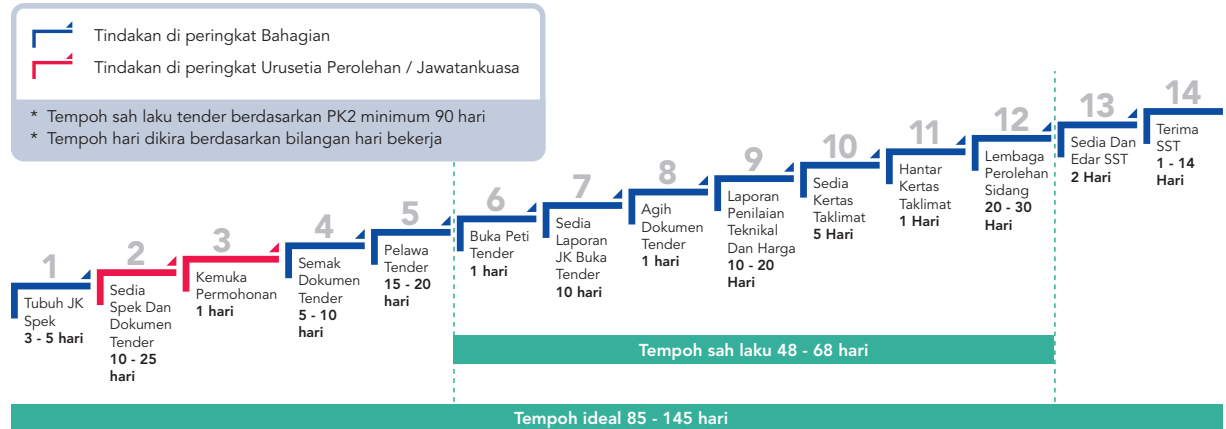 Tindakan di peringkat Bahagian
Tindakan di peringkat Urusetia Perolehan / Jawatankuasa
* Tempoh sah laku tender berdasarkan PK2 minimum 90 hari
* Tempoh hari dikira berdasarkan bilangan hari bekerja
1
Tubuh JK
Spek
3 - 5 hari
2
Sedia
Spek Dan
Dokumen
Tender
10 - 25
hari
3
Kemuka
Permohonan
1 hari
4
Semak
Dokumen
Tender
5 - 10
hari
5
Pelawa
Tender
15 - 20
hari
6
Buka Peti
Tender
1 hari
7
Sedia
Laporan
JK Buka
Tender
10 hari
8
Agih
Dokumen
Tender
1 hari
9
Laporan
Penilaian
Teknikal
Dan Harga
10 - 20
Hari
10
Sedia
Kertas
Taklimat
5 Hari
11
Hantar
Kertas
Taklimat
1 Hari
12
Lembaga
Perolehan
Sidang
20 - 30
Hari
13
Sedia Dan
Edar SST
2 Hari
14
Terima
SST
1 - 14
Hari
Tempoh sah laku 48 - 68 hari
Tempoh ideal 85 - 145 hari